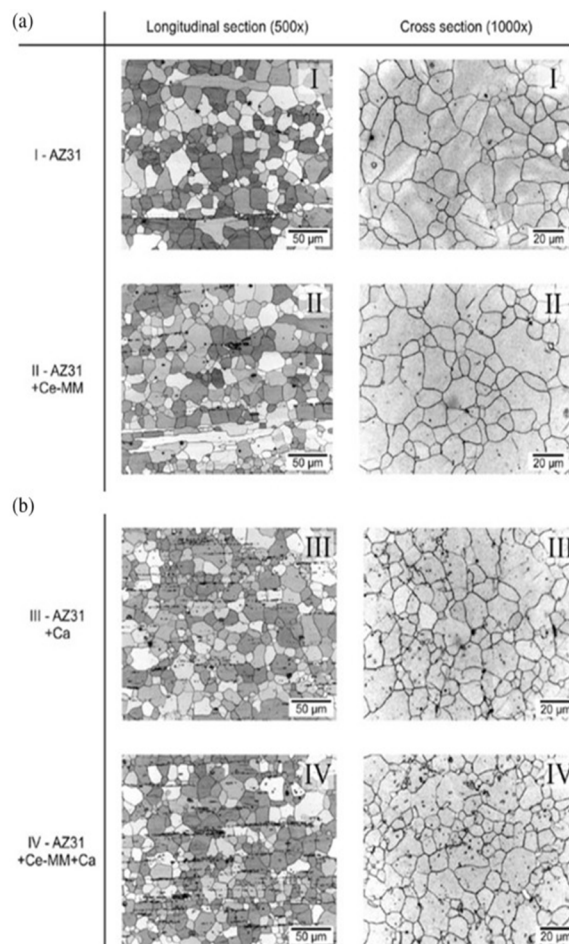 (a)
Longitudinal section (500x) Cross section (1000x)
I I
I - AZ31
50 µm 20 µm
II II
II - AZ31
+Ce-MM
50 µm 20 µm
(b)
III III
III - AZ31
+Ca
50 µm 20 µm
IV IV
IV - AZ31
+Ce-MM+Ca
50 µm 20 µm